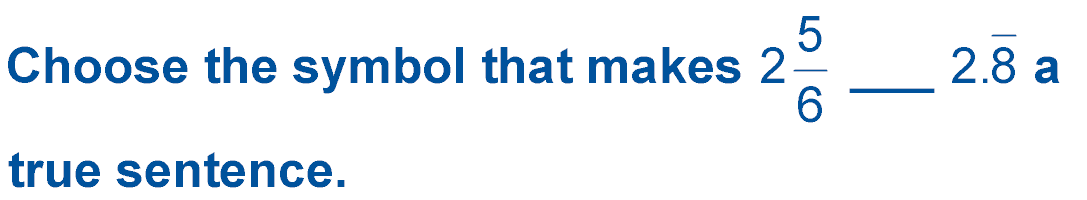 Choose the symbol that makes 2 5/6 ___ 2.8̅ a
true sentence.